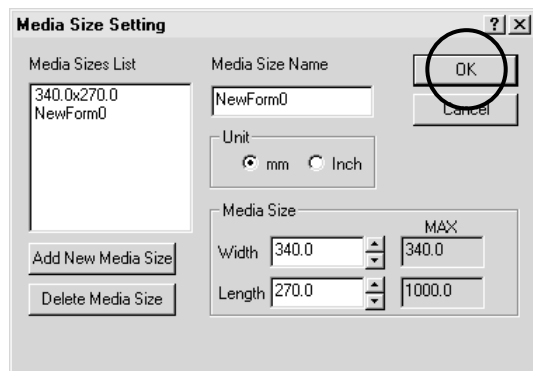 Media Size Setting
? ×
Media Sizes List
340.0x270.0
NewForm0
Add New Media Size
Delete Media Size
Media Size Name
NewForm0
Unit
mm Inch
Media Size
MAX
Width 340.0 340.0
Length 270.0 1000.0
OK
Cancel